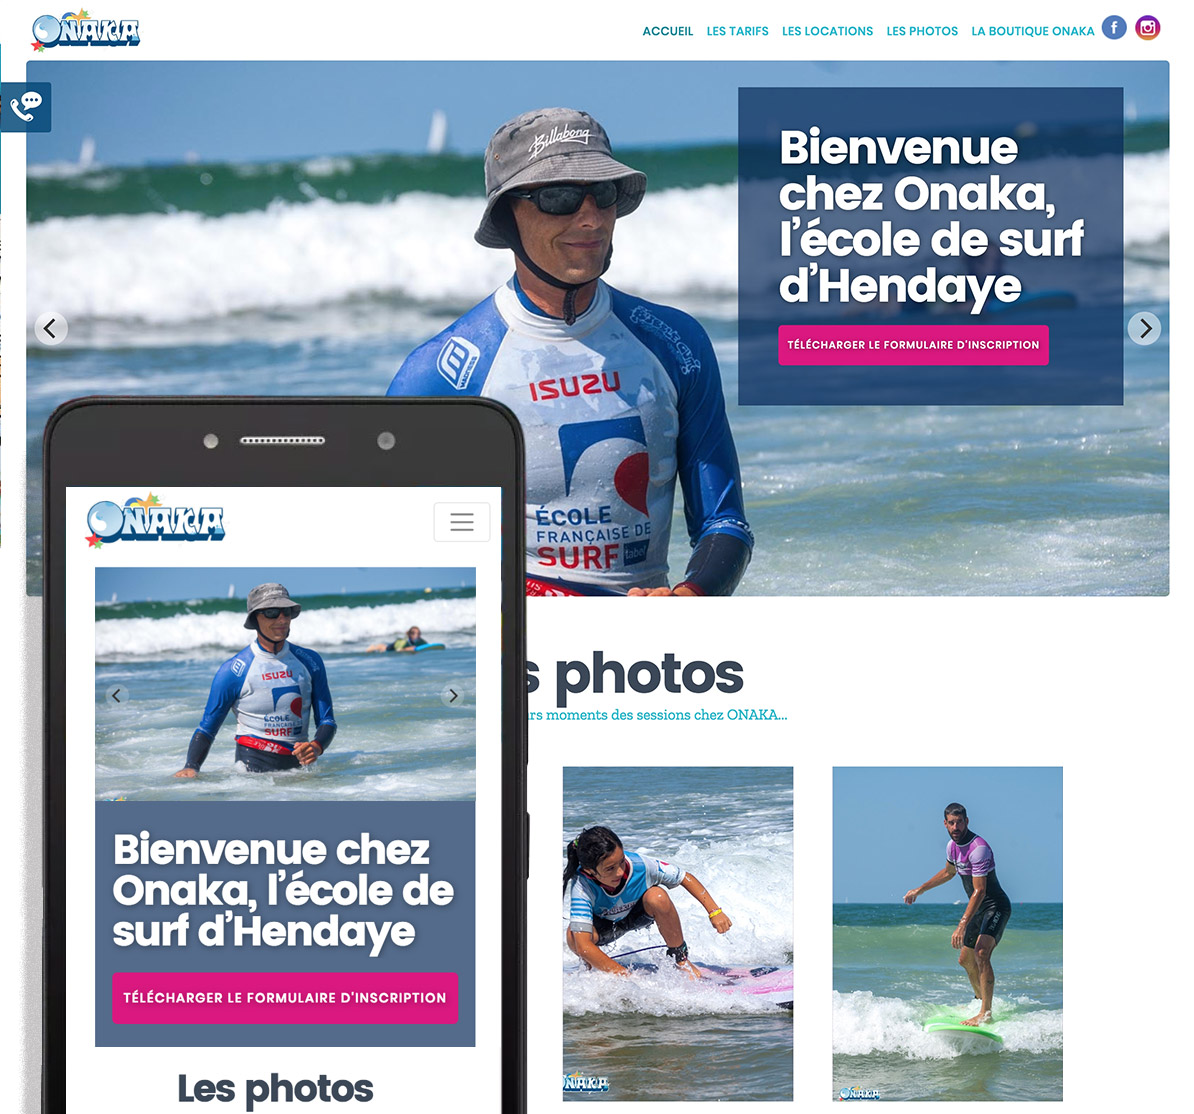 ONAKA
ACCUEIL LES TARIFS LES LOCATIONS LES PHOTOS LA BOUTIQUE ONAKA
Billabong
Bienvenue
chez Onaka,
l'école de surf
d'Hendaye
TÉLÉCHARGER LE FORMULAIRE D'INSCRIPTION
MADNESS
ISUZU
ÉCOLE
FRANÇAISE DE
SURF label
ONAKA
ISUZU
ÉCOLE
FRANÇAISE DE
SURF
Bienvenue chez
Onaka, l'école de
surf d'Hendaye
TÉLÉCHARGER LE FORMULAIRE D'INSCRIPTION
Les photos
s photos
urs moments des sessions chez ONAKA...
ONAKA
ONAKA